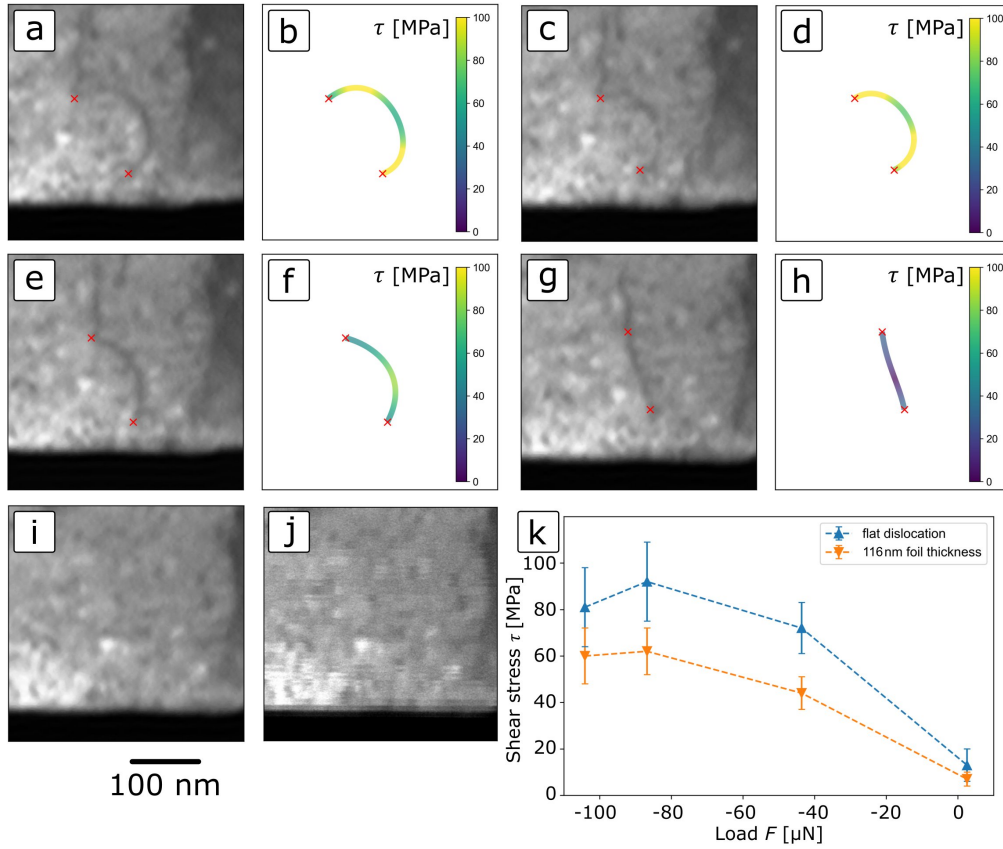 a
b
τ [MPa]
100
80
60
40
20
0
c
d
τ [MPa]
100
80
60
40
20
0
e
f
τ [MPa]
100
80
60
40
20
0
g
h
τ [MPa]
100
80
60
40
20
0
i
j
100 nm
k
flat dislocation
116 nm foil thickness
Shear stress τ [MPa]
100
80
60
40
20
0
-100
-80
-60
-40
-20
0
Load F [μN]